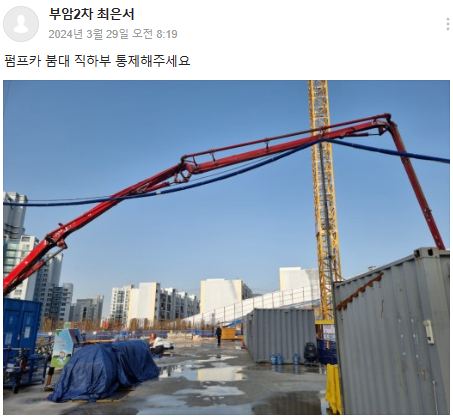 부암2차 최은서
2024년 3월 29일 오전 8:19
펌프카 붐대 직하부 통제해주세요